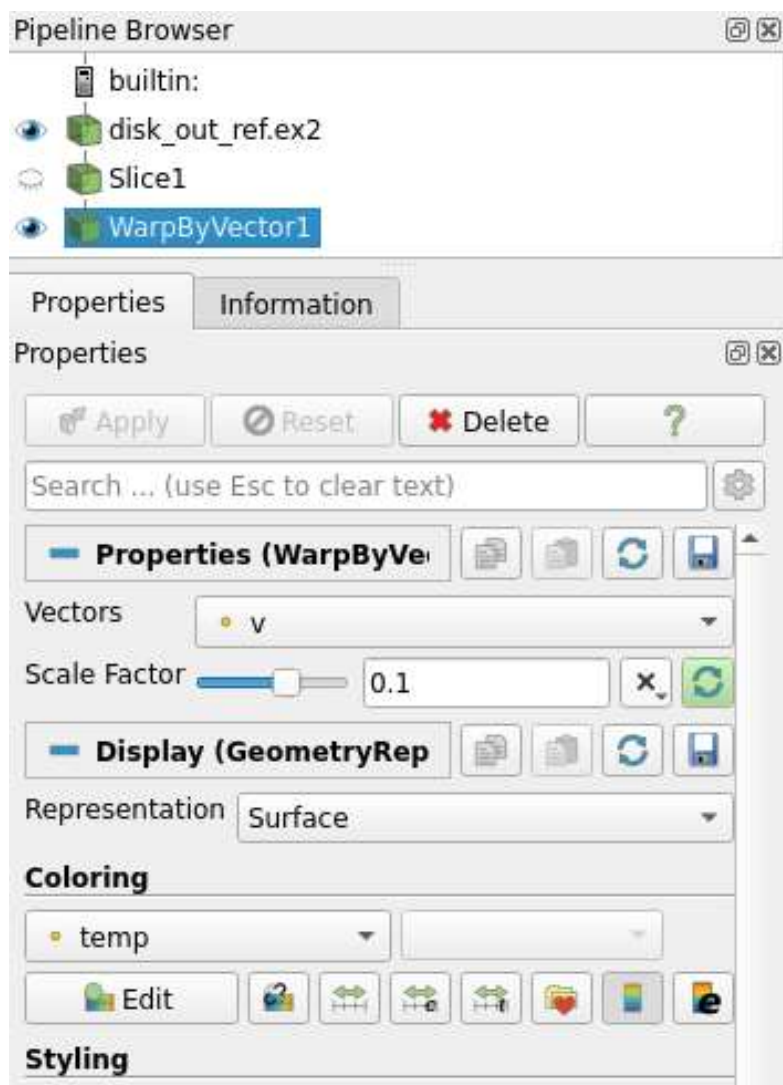 Pipeline Browser
builtin:
disk_out_ref.ex2
Slice1
WarpByVector1
Properties Information
Properties
Apply Reset Delete ?
Search ... (use Esc to clear text)
Properties (WarpByVe
Vectors v
Scale Factor 0.1
Display (GeometryRep
Representation Surface
Coloring
temp
Edit
Styling